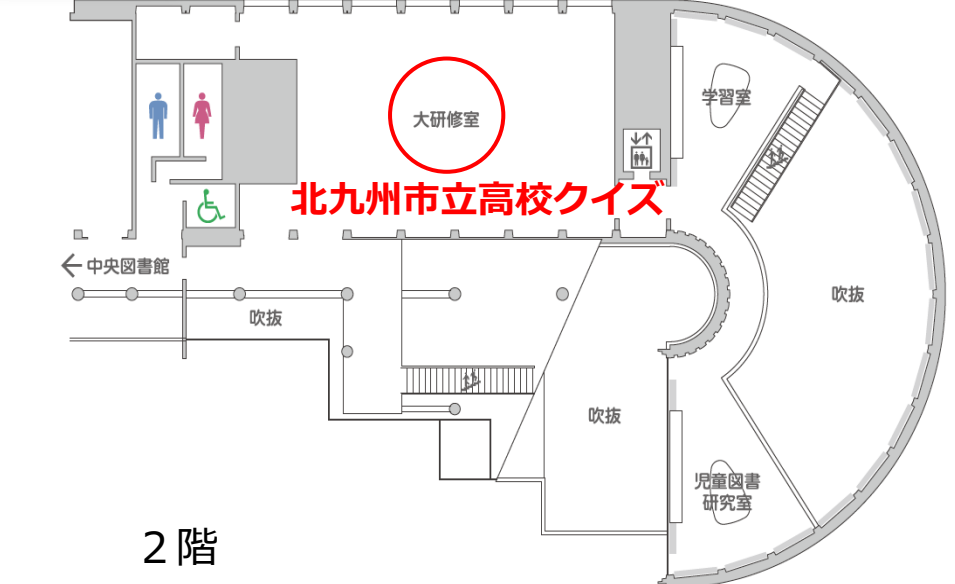 学習室
大研修室
北九州市立高校クイズ
中央図書館
吹抜
吹抜
吹抜
児童図書
研究室
２階